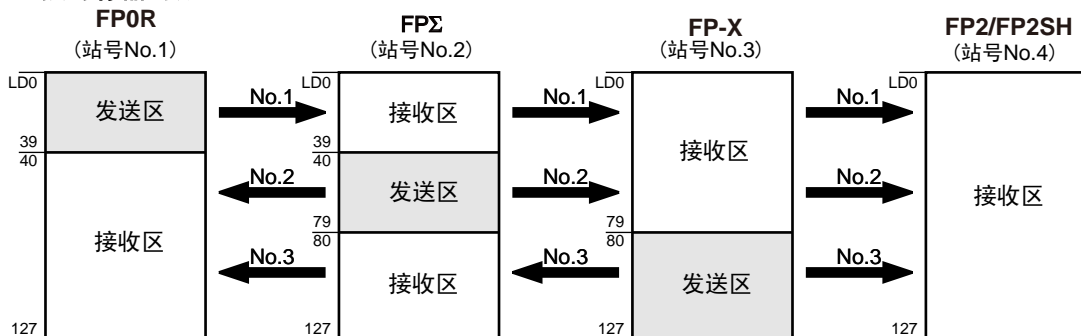 FP0R
(站号No.1)
FPΣ
(站号No.2)
FP-X
(站号No.3)
FP2/FP2SH
(站号No.4)
LD0
发送区
39
40
接收区
127
No.1
No.2
No.3
LD0
接收区
39
40
发送区
79
80
接收区
127
No.1
No.2
No.3
LD0
接收区
79
80
发送区
127
No.1
No.2
No.3
LD0
接收区
127